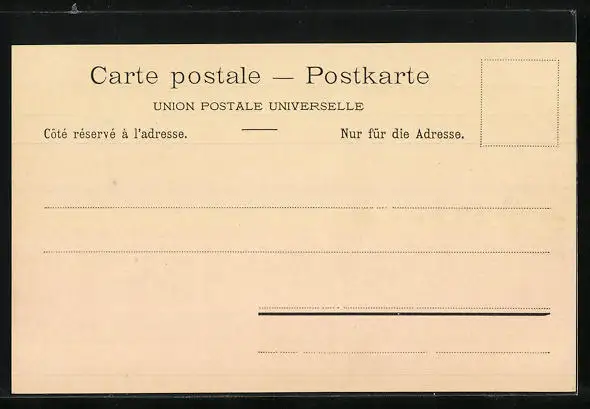 Carte postale — Postkarte
UNION POSTALE UNIVERSELLE
Côté réservé à l'adresse. Nur für die Adresse.